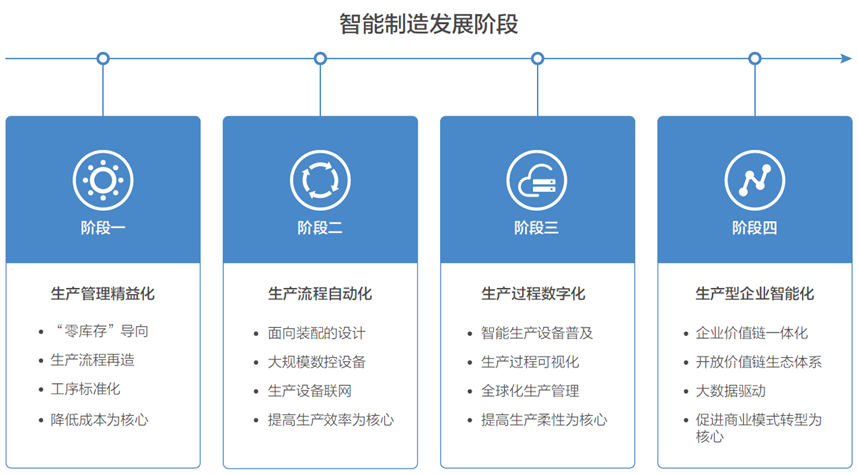 智能制造发展阶段
阶段一
生产管理精益化
• “零库存”导向
• 生产流程再造
• 工序标准化
• 降低成本为核心
阶段二
生产流程自动化
• 面向装配的设计
• 大规模数控设备
• 生产设备联网
• 提高生产效率为核心
阶段三
生产过程数字化
• 智能生产设备普及
• 生产过程可视化
• 全球化生产管理
• 提高生产柔性为核心
阶段四
生产型企业智能化
• 企业价值链一体化
• 开放价值链生态体系
• 大数据驱动
• 促进商业模式转型为
核心